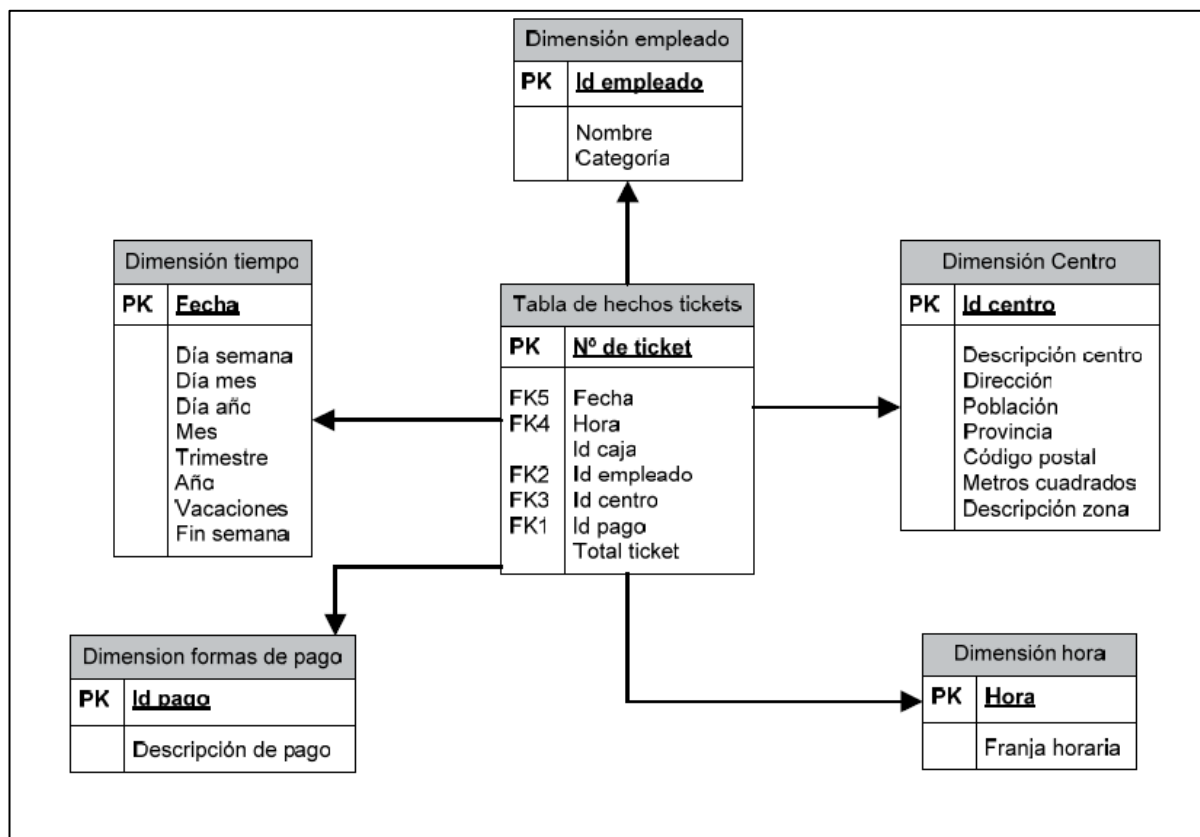 Dimensión empleado
PK Id empleado
Nombre
Categoría
Dimensión tiempo
PK Fecha
Día semana
Día mes
Día año
Mes
Trimestre
Año
Vacaciones
Fin semana
Tabla de hechos tickets
PK Nº de ticket
FK5 Fecha
FK4 Hora
Id caja
FK2 Id empleado
FK3 Id centro
FK1 Id pago
Total ticket
Dimensión Centro
PK Id centro
Descripción centro
Dirección
Población
Provincia
Código postal
Metros cuadrados
Descripción zona
Dimension formas de pago
PK Id pago
Descripción de pago
Dimensión hora
PK Hora
Franja horaria